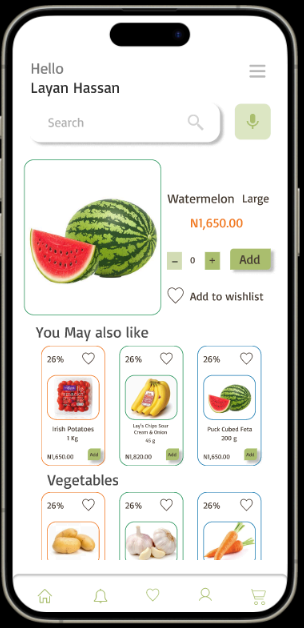 Hello
Layan Hassan
Search
Watermelon Large
N1,650.00
– 0 + Add
Add to wishlist
You May also like
26% 26% 26%
Irish Potatoes
1 Kg
N1,650.00 Add
Lay's Chips Sour
Cream & Onion
45 g
N1,820.00 Add
Puck Cubed Feta
200 g
N1,650.00 Add
Vegetables
26% 26% 26%